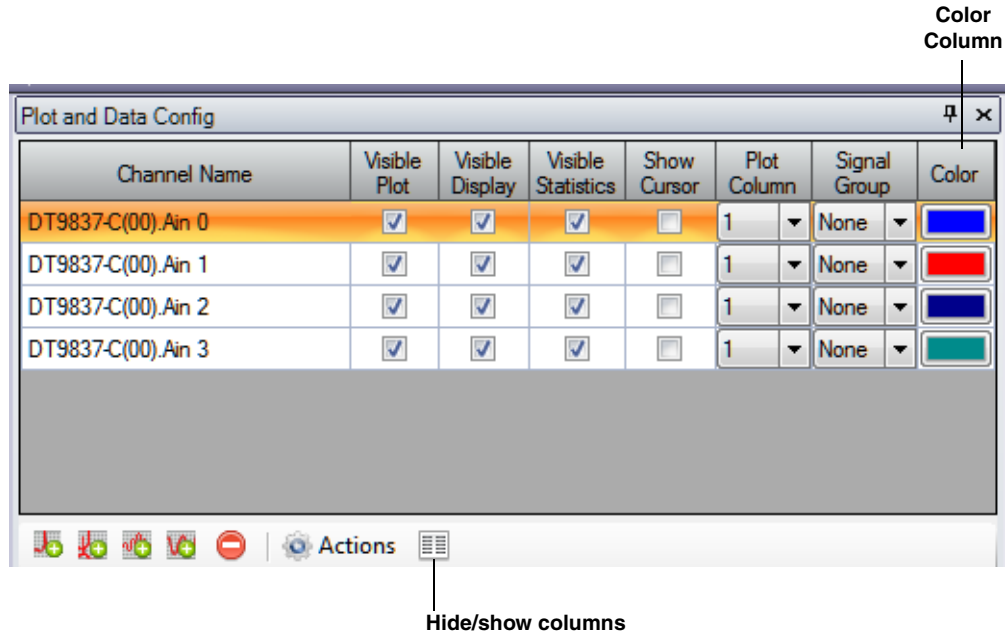 Color
Column
Plot and Data Config
Channel Name
Visible
Plot
Visible
Display
Visible
Statistics
Show
Cursor
Plot
Column
Signal
Group
Color
DT9837-C(00).Ain 0 1 None
DT9837-C(00).Ain 1 1 None
DT9837-C(00).Ain 2 1 None
DT9837-C(00).Ain 3 1 None
Actions
Hide/show columns